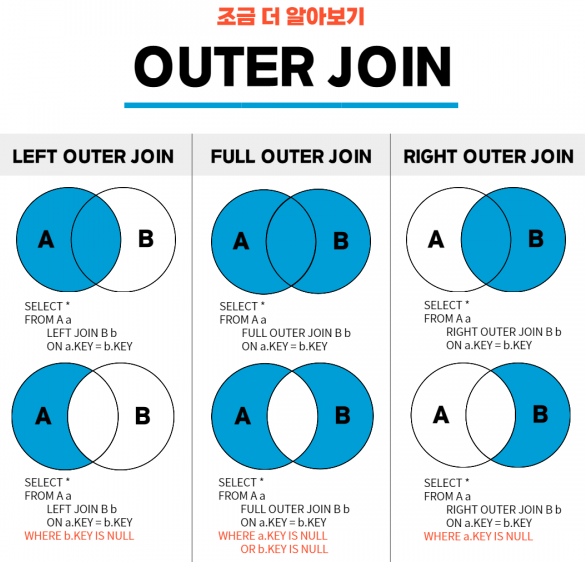 조금 더 알아보기
OUTER JOIN
LEFT OUTER JOIN
A B
SELECT *
FROM A a
LEFT JOIN B b
ON a.KEY = b.KEY
A B
SELECT *
FROM A a
LEFT JOIN B b
ON a.KEY = b.KEY
WHERE b.KEY IS NULL
FULL OUTER JOIN
A B
SELECT *
FROM A a
FULL OUTER JOIN B b
ON a.KEY = b.KEY
A B
SELECT *
FROM A a
FULL OUTER JOIN B b
ON a.KEY = b.KEY
WHERE a.KEY IS NULL
OR b.KEY IS NULL
RIGHT OUTER JOIN
A B
SELECT *
FROM A a
RIGHT OUTER JOIN B b
ON a.KEY = b.KEY
A B
SELECT *
FROM A a
RIGHT OUTER JOIN B b
ON a.KEY = b.KEY
WHERE a.KEY IS NULL